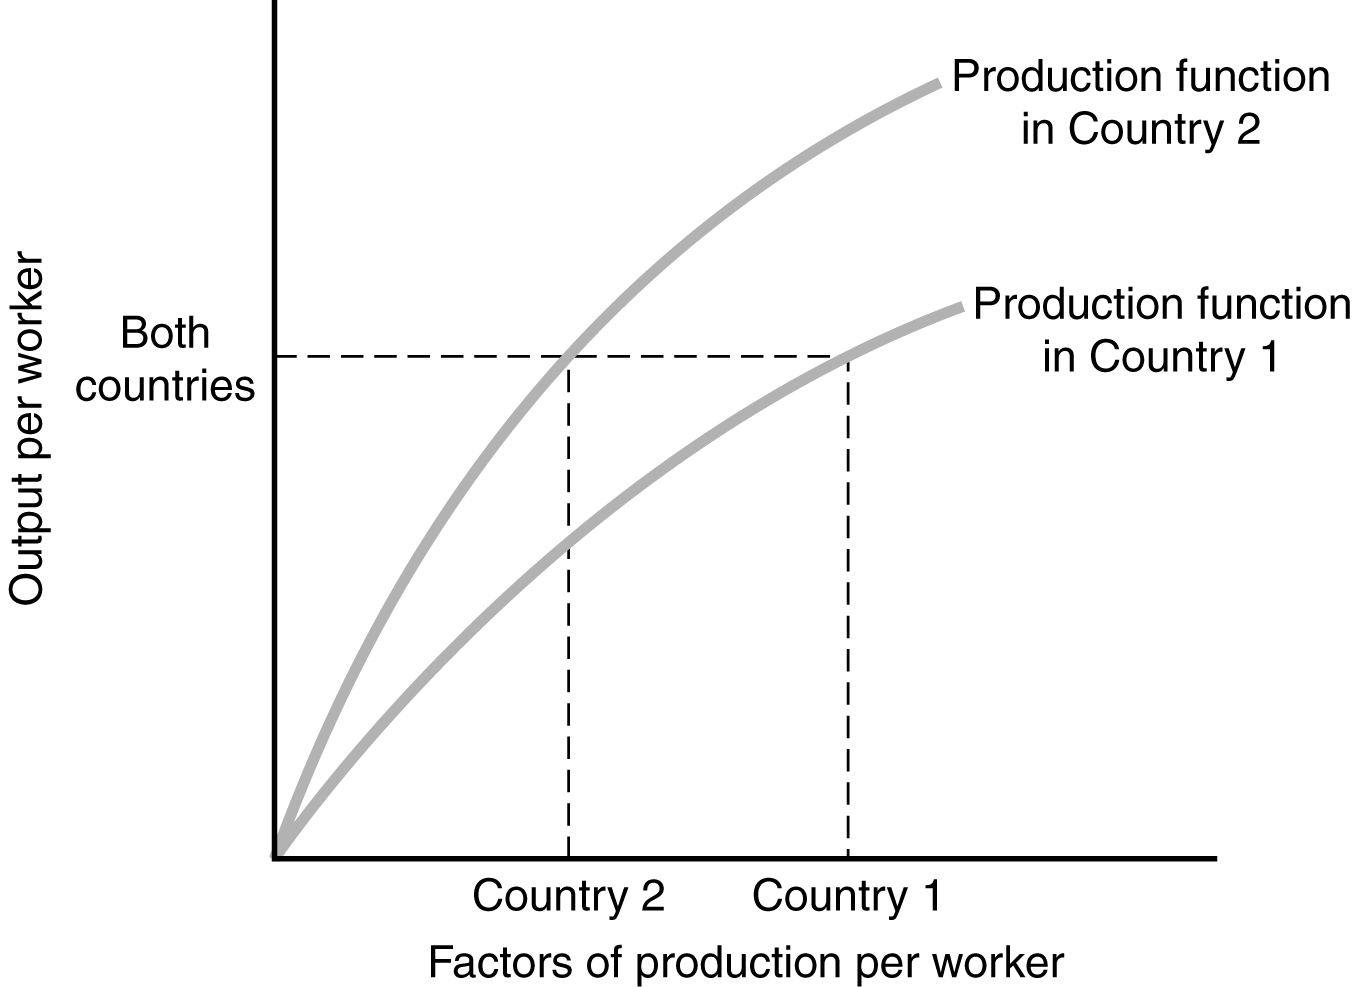 Production function
in Country 2
Production function
in Country 1
Both
countries
Output per worker
Country 2
Country 1
Factors of production per worker